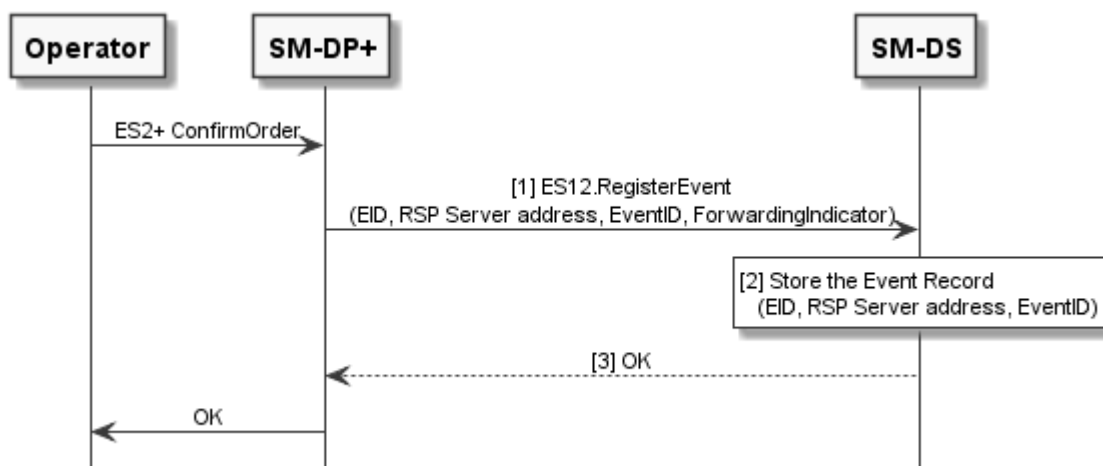 Operator
SM-DP+
SM-DS
ES2+ ConfirmOrder
[1] ES12.RegisterEvent
(EID, RSP Server address, EventID, ForwardingIndicator)
[2] Store the Event Record
(EID, RSP Server address, EventID)
[3] OK
OK